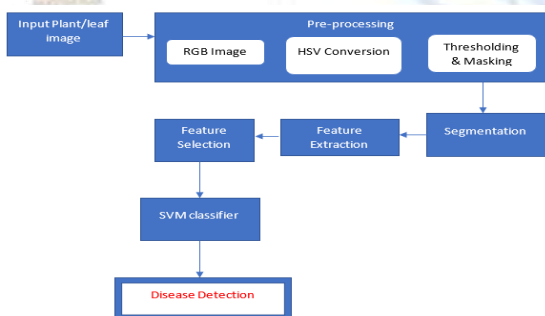 Input Plant/leaf
image
Pre-processing
RGB Image
HSV Conversion
Thresholding
& Masking
Segmentation
Feature
Extraction
Feature
Selection
SVM classifier
Disease Detection